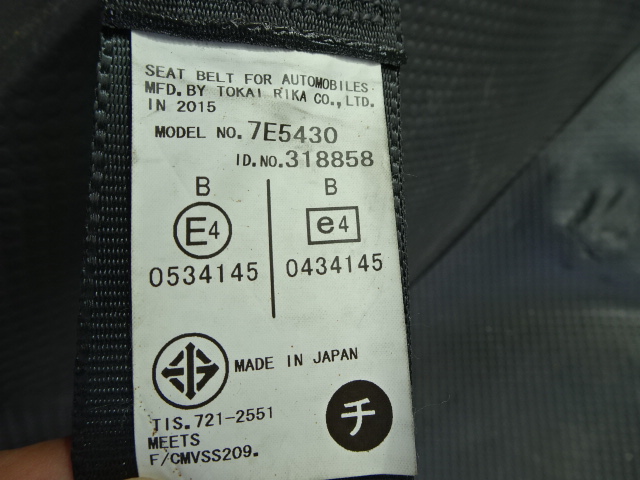 SEAT BELT FOR AUTOMOBILES
MFD. BY TOKAI RIKA CO., LTD.
IN 2015
MODEL NO. 7E5430
ID. NO. 318858
B B
E4 e4
0534145 0434145
MADE IN JAPAN
チ
TIS. 721-2551
MEETS
F/CMVSS209.